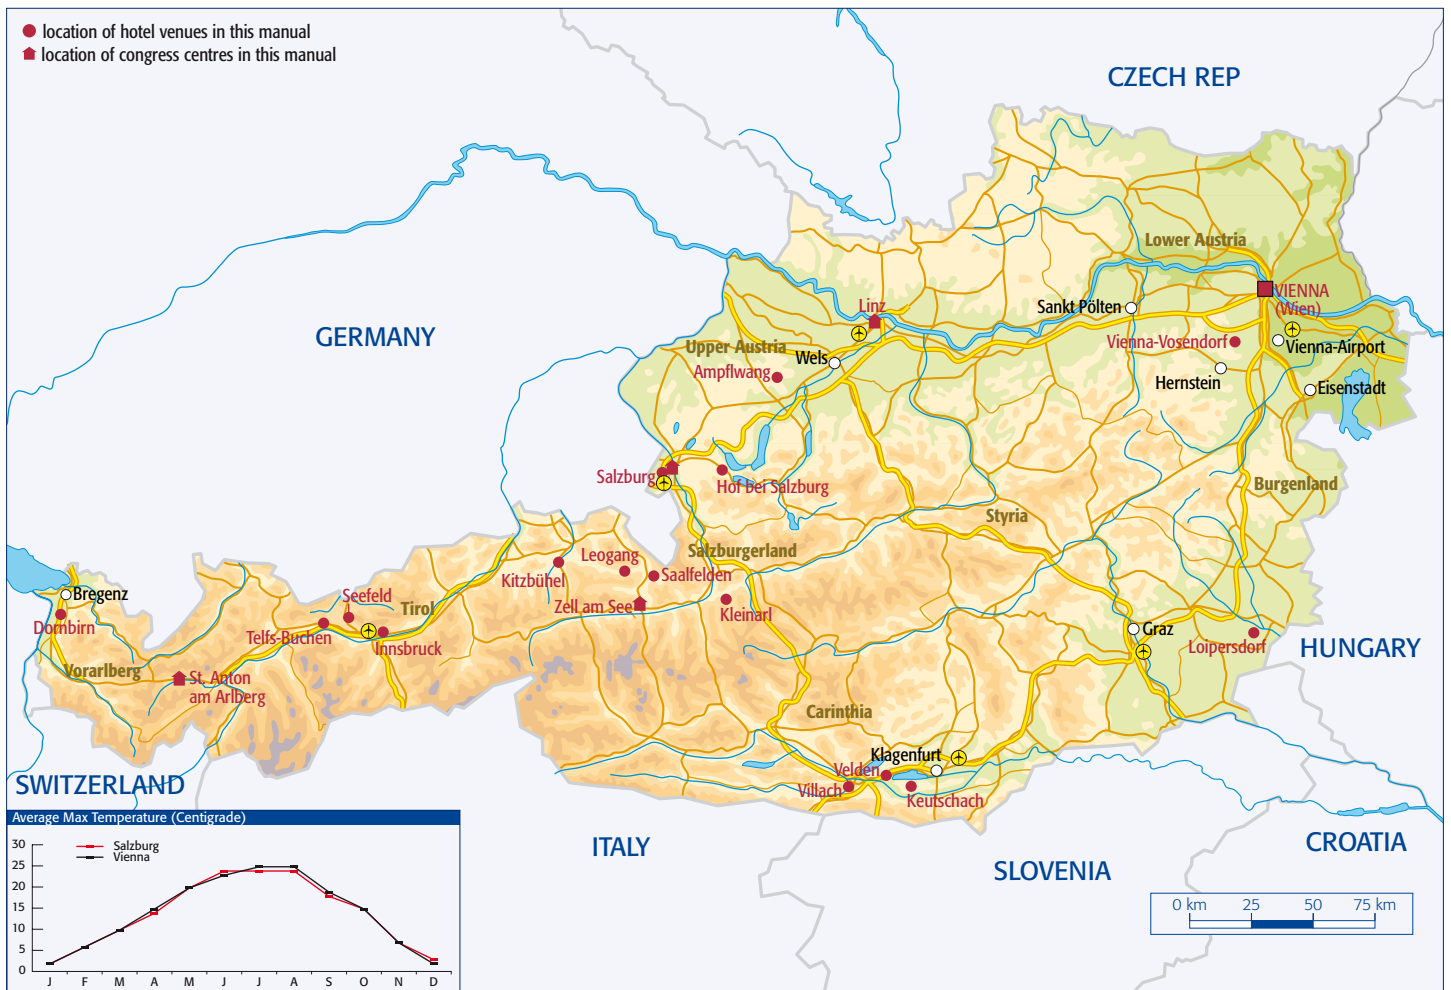 location of hotel venues in this manual
location of congress centres in this manual
CZECH REP
Lower Austria
VIENNA
(Wien)
Sankt Pölten
Linz
GERMANY
Upper Austria
Wels
Vienna-Vosendorf
Vienna-Airport
Ampflwang
Hernstein
Eisenstadt
Salzburg
Hof bei Salzburg
Burgenland
Styria
Salzburgerland
Leogang
Kitzbühel
Saalfelden
Bregenz
Seefeld
Tirol
Zell am See
Kleinarl
Dornbirn
Telfs-Buchen
Innsbruck
Graz
Loipersdorf
HUNGARY
Vorarlberg
St. Anton
am Arlberg
Carinthia
Klagenfurt
Velden
Villach
Keutschach
SWITZERLAND
ITALY
SLOVENIA
CROATIA
Average Max Temperature (Centigrade)
30
25
20
15
10
5
0
Salzburg
Vienna
J F M A M J J A S O N D
0 km 25 50 75 km